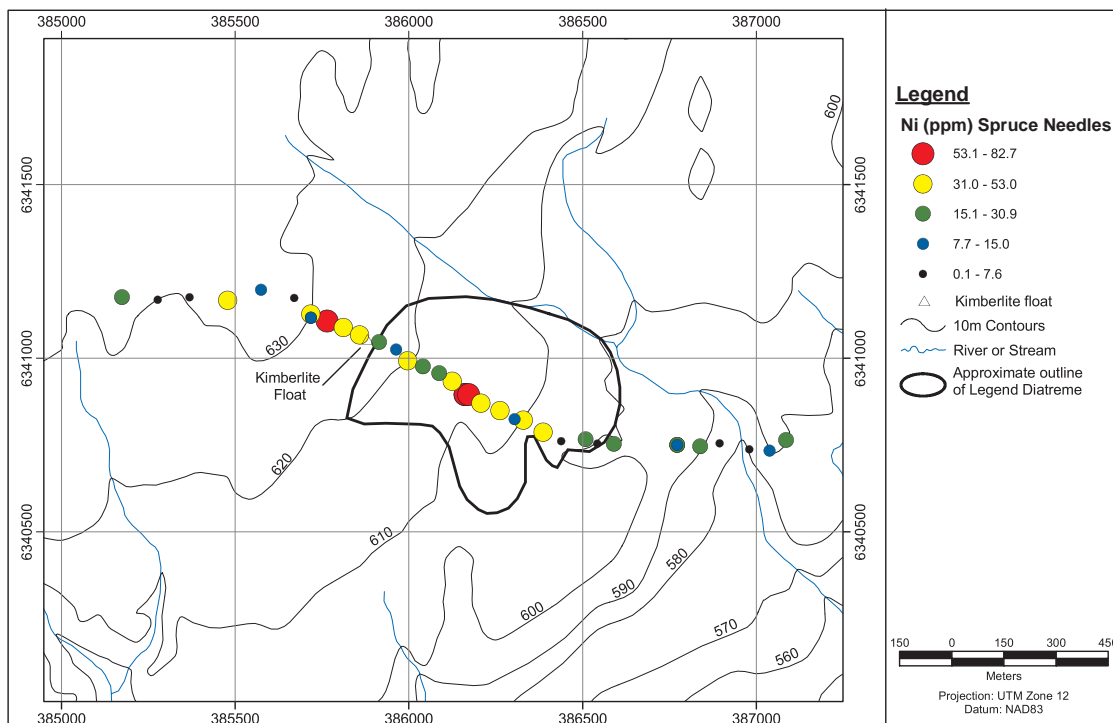 385000 385500 386000 386500 387000
6341500
6341000
6340500
6341500
6341000
6340500
600
630
Kimberlite
Float
620
610
600
590
580
570
560
385000 385500 386000 386500 387000
Legend
Ni (ppm) Spruce Needles
53.1 - 82.7
31.0 - 53.0
15.1 - 30.9
7.7 - 15.0
0.1 - 7.6
Kimberlite float
10m Contours
River or Stream
Approximate outline
of Legend Diatreme
150 0 150 300 450
Meters
Projection: UTM Zone 12
Datum: NAD83